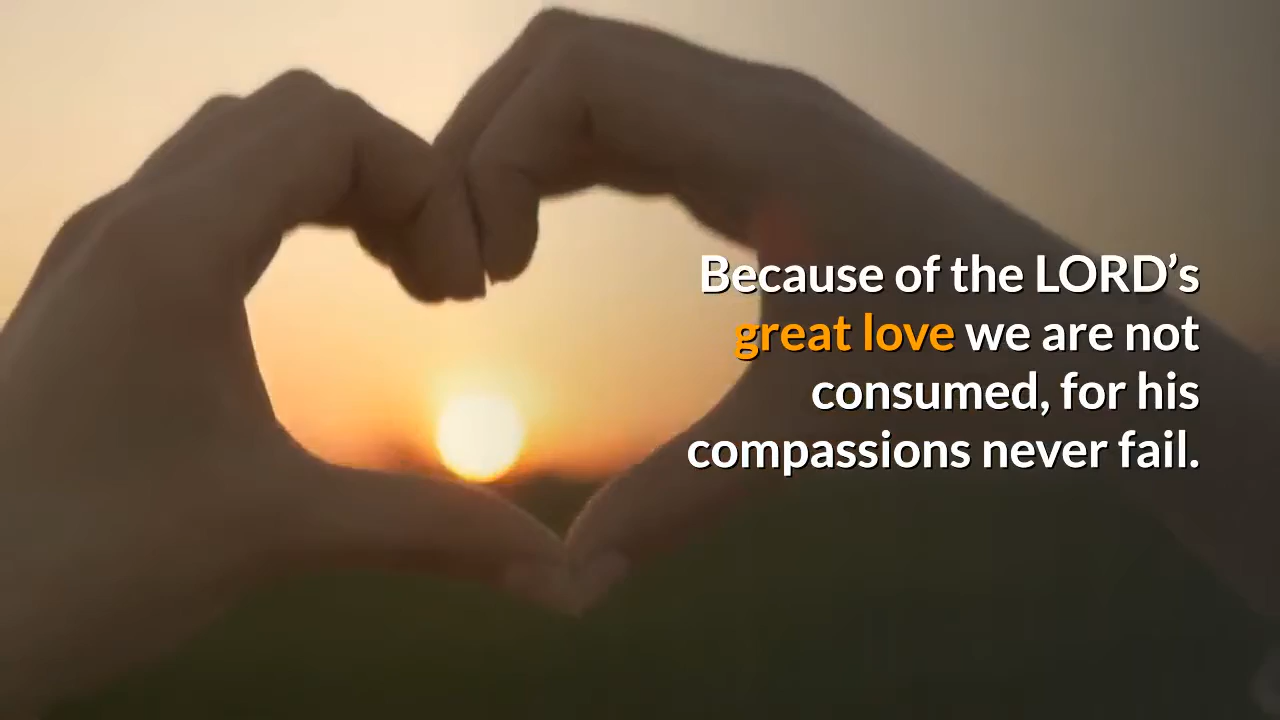 Because of the LORD’s
great love we are not
consumed, for his
compassions never fail.